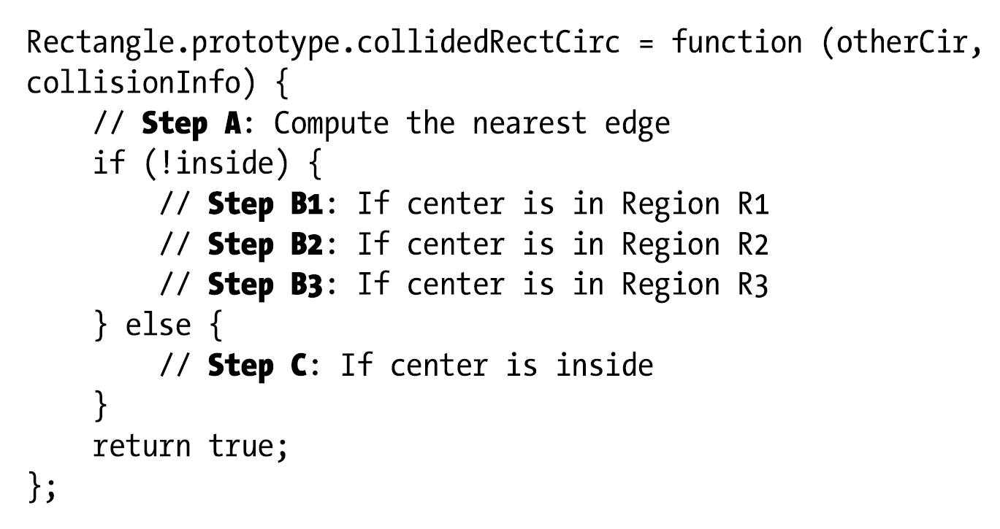 Rectangle.prototype.collidedRectCirc = function (otherCir,
collisionInfo) {
    // Step A: Compute the nearest edge
    if (!inside) {
        // Step B1: If center is in Region R1
        // Step B2: If center is in Region R2
        // Step B3: If center is in Region R3
    } else {
        // Step C: If center is inside
    }
    return true;
};